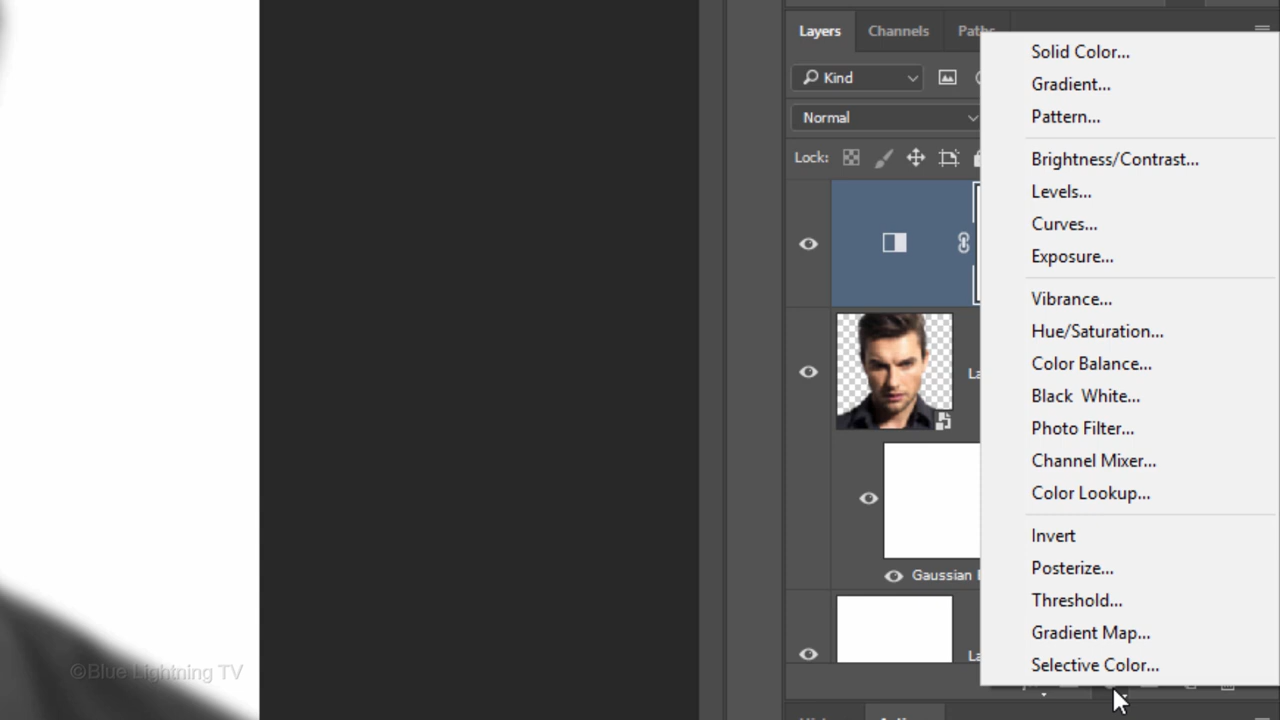 Layers
Channels
Paths
Kind
Normal
Lock:
Gaussian
©Blue Lightning TV
Solid Color...
Gradient...
Pattern...
Brightness/Contrast...
Levels...
Curves...
Exposure...
Vibrance...
Hue/Saturation...
Color Balance...
Black  White...
Photo Filter...
Channel Mixer...
Color Lookup...
Invert
Posterize...
Threshold...
Gradient Map...
Selective Color...